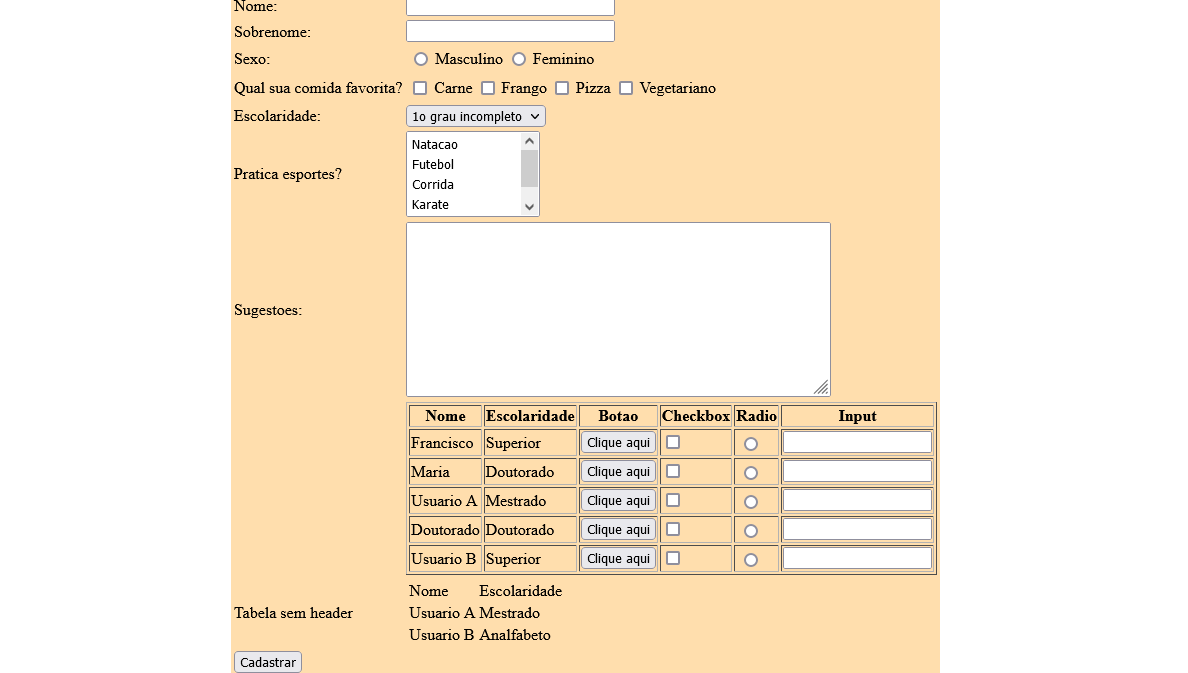 Nome:
Sobrenome:
Sexo: Masculino Feminino
Qual sua comida favorita? Carne Frango Pizza Vegetariano
Escolaridade: 1o grau incompleto
Pratica esportes?
Natacao
Futebol
Corrida
Karate
Sugestoes:
Nome Escolaridade Botao Checkbox Radio Input
Francisco Superior Clique aqui
Maria Doutorado Clique aqui
Usuario A Mestrado Clique aqui
Doutorado Doutorado Clique aqui
Usuario B Superior Clique aqui
Tabela sem header
Nome Escolaridade
Usuario A Mestrado
Usuario B Analfabeto
Cadastrar